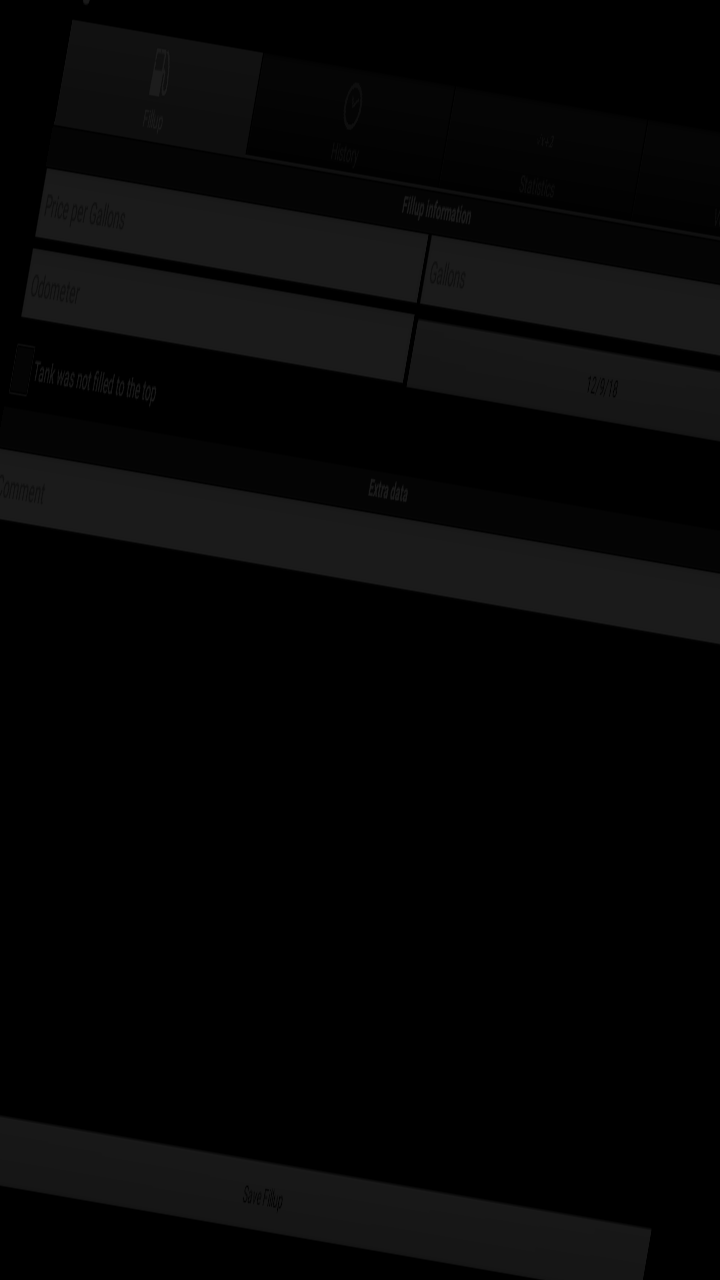 Fillup
History
Statistics
Fillup information
Price per Gallons
Gallons
Odometer
12/9/18
Tank was not filled to the top
Extra data
Comment
Save Fillup